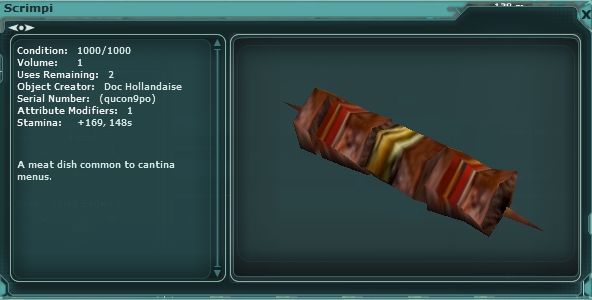 Scrimpi
Condition: 1000/1000
Volume: 1
Uses Remaining: 2
Object Creator: Doc Hollandaise
Serial Number: (qucon9po)
Attribute Modifiers: 1
Stamina: +169, 148s
A meat dish common to cantina
menus.